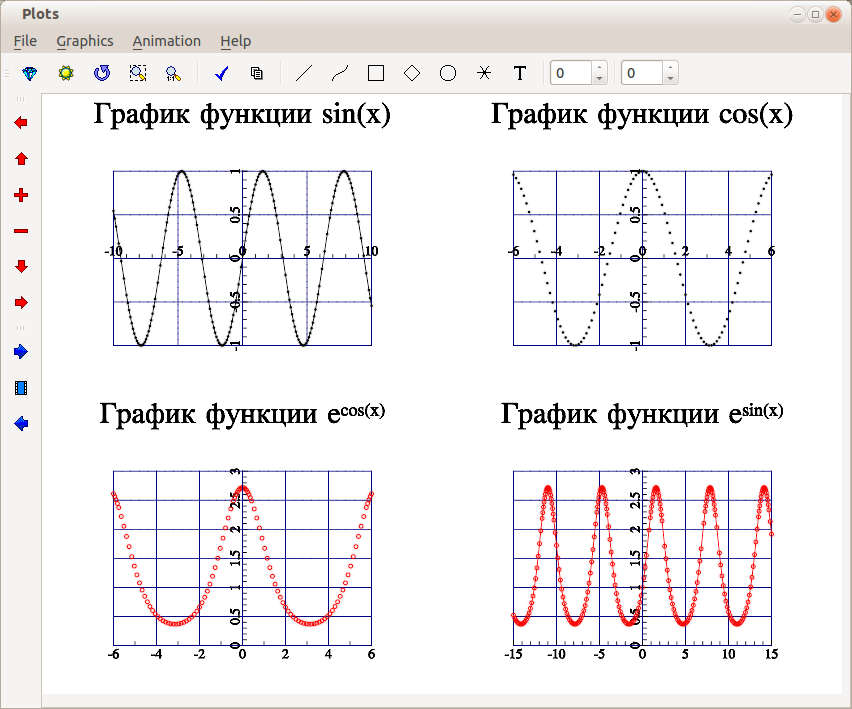 Plots
File Graphics Animation Help
T 0 0
График функции sin(x)
График функции cos(x)
1
0.5
-10 -5 0 5 10
-0.5
-1
1
0.5
-6 -4 -2 0 2 4 6
-0.5
-1
График функции e^cos(x)
График функции e^sin(x)
3
2.5
2
1.5
1
0.5
0
-6 -4 -2 0 2 4 6
3
2.5
2
1.5
1
0.5
0
-15 -10 -5 0 5 10 15